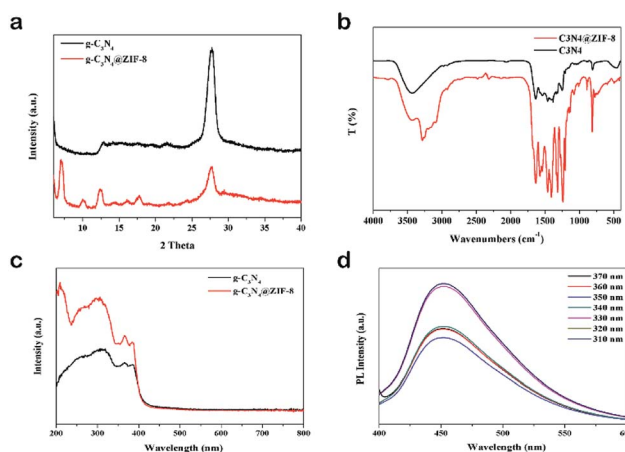 a
g-C₃N₄
g-C₃N₄@ZIF-8
Intensity (a.u.)
10 15 20 25 30 35 40
2 Theta
b
C3N4@ZIF-8
C3N4
T (%)
4000 3500 3000 2500 2000 1500 1000 500
Wavenumbers (cm⁻¹)
c
g-C₃N₄
g-C₃N₄@ZIF-8
Intensity (a.u.)
200 300 400 500 600 700 800
Wavelength (nm)
d
370 nm
360 nm
350 nm
340 nm
330 nm
320 nm
310 nm
PL Intensity (a.u.)
400 450 500 550 600
Wavelength (nm)